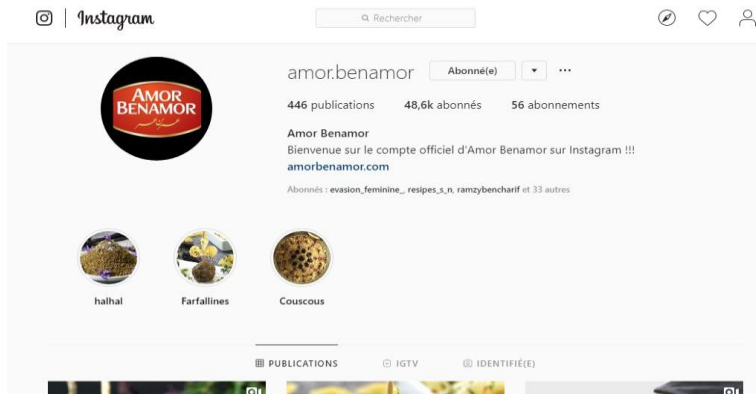 Instagram
Rechercher
AMOR
BENAMOR
amor.benamor Abonné(e)
446 publications 48,6k abonnés 56 abonnements
Amor Benamor
Bienvenue sur le compte officiel d'Amor Benamor sur Instagram !!!
amorbenamor.com
Abonnés : evasion_feminine_, resipes_s_n, ramzybencharif et 33 autres
halhal Farfallines Couscous
PUBLICATIONS IGTV IDENTIFIÉ(E)